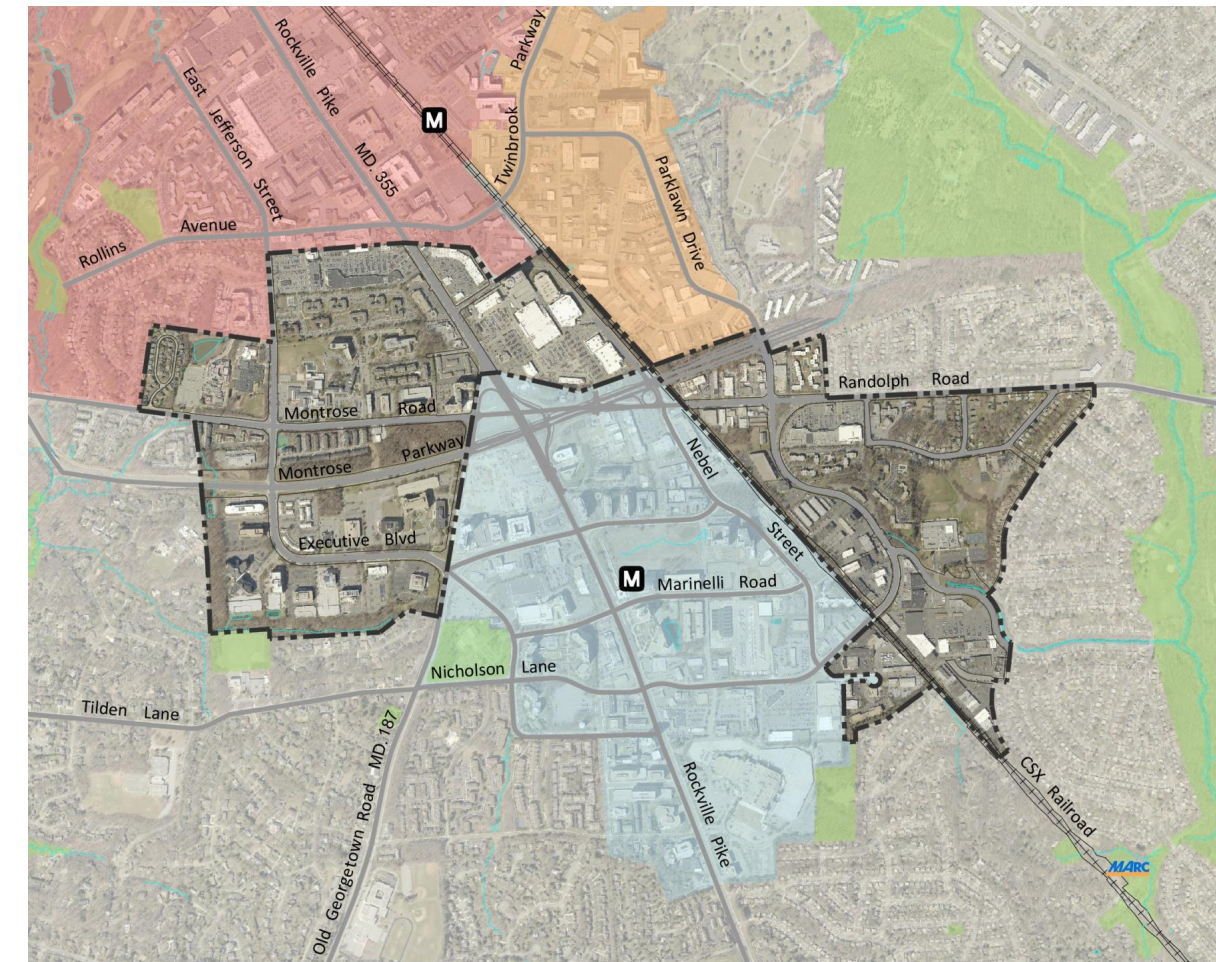 Rockville Pike
MD. 355
East Jefferson Street
M
Twinbrook Parkway
Parklawn Drive
Rollins Avenue
Randolph Road
Montrose Road
Montrose Parkway
Nebel Street
Executive Blvd
M
Marinelli Road
Nicholson Lane
Tilden Lane
Old Georgetown Road MD. 187
Rockville Pike
CSX Railroad
MARC